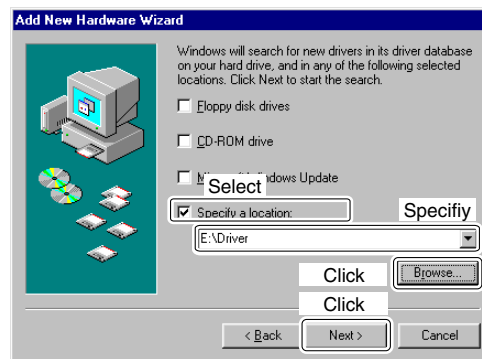 Add New Hardware Wizard
Windows will search for new drivers in its driver database
on your hard drive, and in any of the following selected
locations. Click Next to start the search.
Floppy disk drives
CD-ROM drive
Windows Update
Select
Specify a location:
Specifiy
E:\Driver
Click
Browse...
Click
< Back
Next >
Cancel